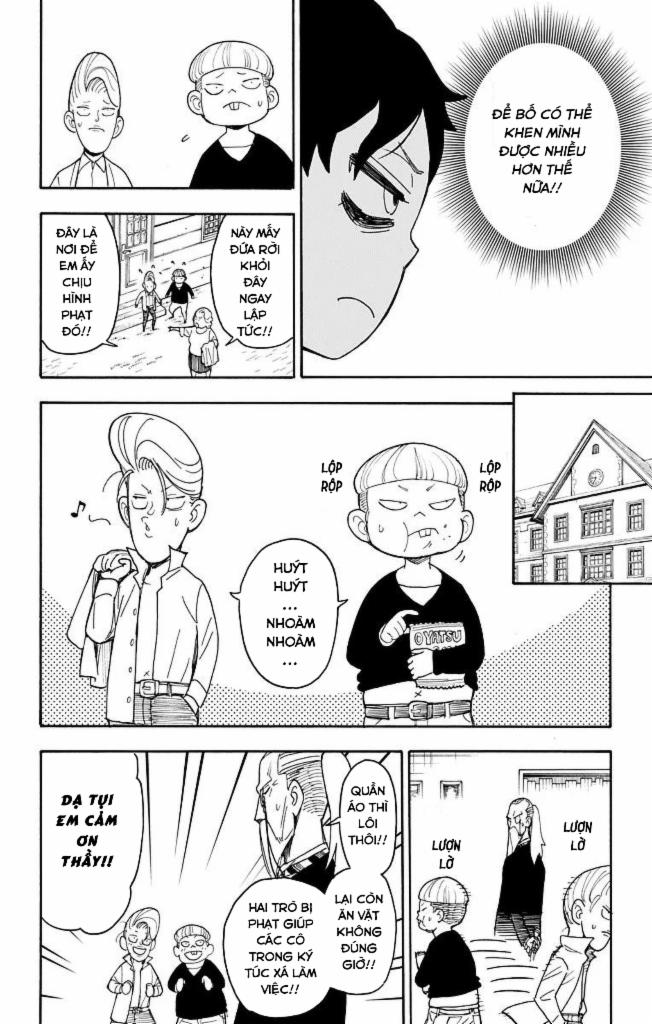 ĐỂ BỐ CÓ THỂ
KHEN MÌNH
ĐƯỢC NHIỀU
HƠN THẾ
NỮA!!
NÀY MẤY
ĐỨA RỜI
KHỎI
ĐÂY
NGAY
LẬP
TỨC!!
ĐÂY LÀ
NƠI ĐỂ
EM ẤY
CHỊU
HÌNH
PHẠT
ĐÓ!!
LỘP
RỘP
LỘP
RỘP
HUÝT
HUÝT
...
NHOÀM
NHOÀM
...
OYATSU
LƯỢN
LỜ
LƯỢN
LỜ
QUẦN
ÁO THÌ
LÔI
THÔI!!
LẠI CÒN
ĂN VẶT
KHÔNG
ĐÚNG
GIỜ!!
HAI TRÒ BỊ
PHẠT GIÚP
CÁC CÔ
TRONG KÝ
TÚC XÁ LÀM
VIỆC!!
DẠ TỤI
EM CẢM
ƠN
THẦY!!